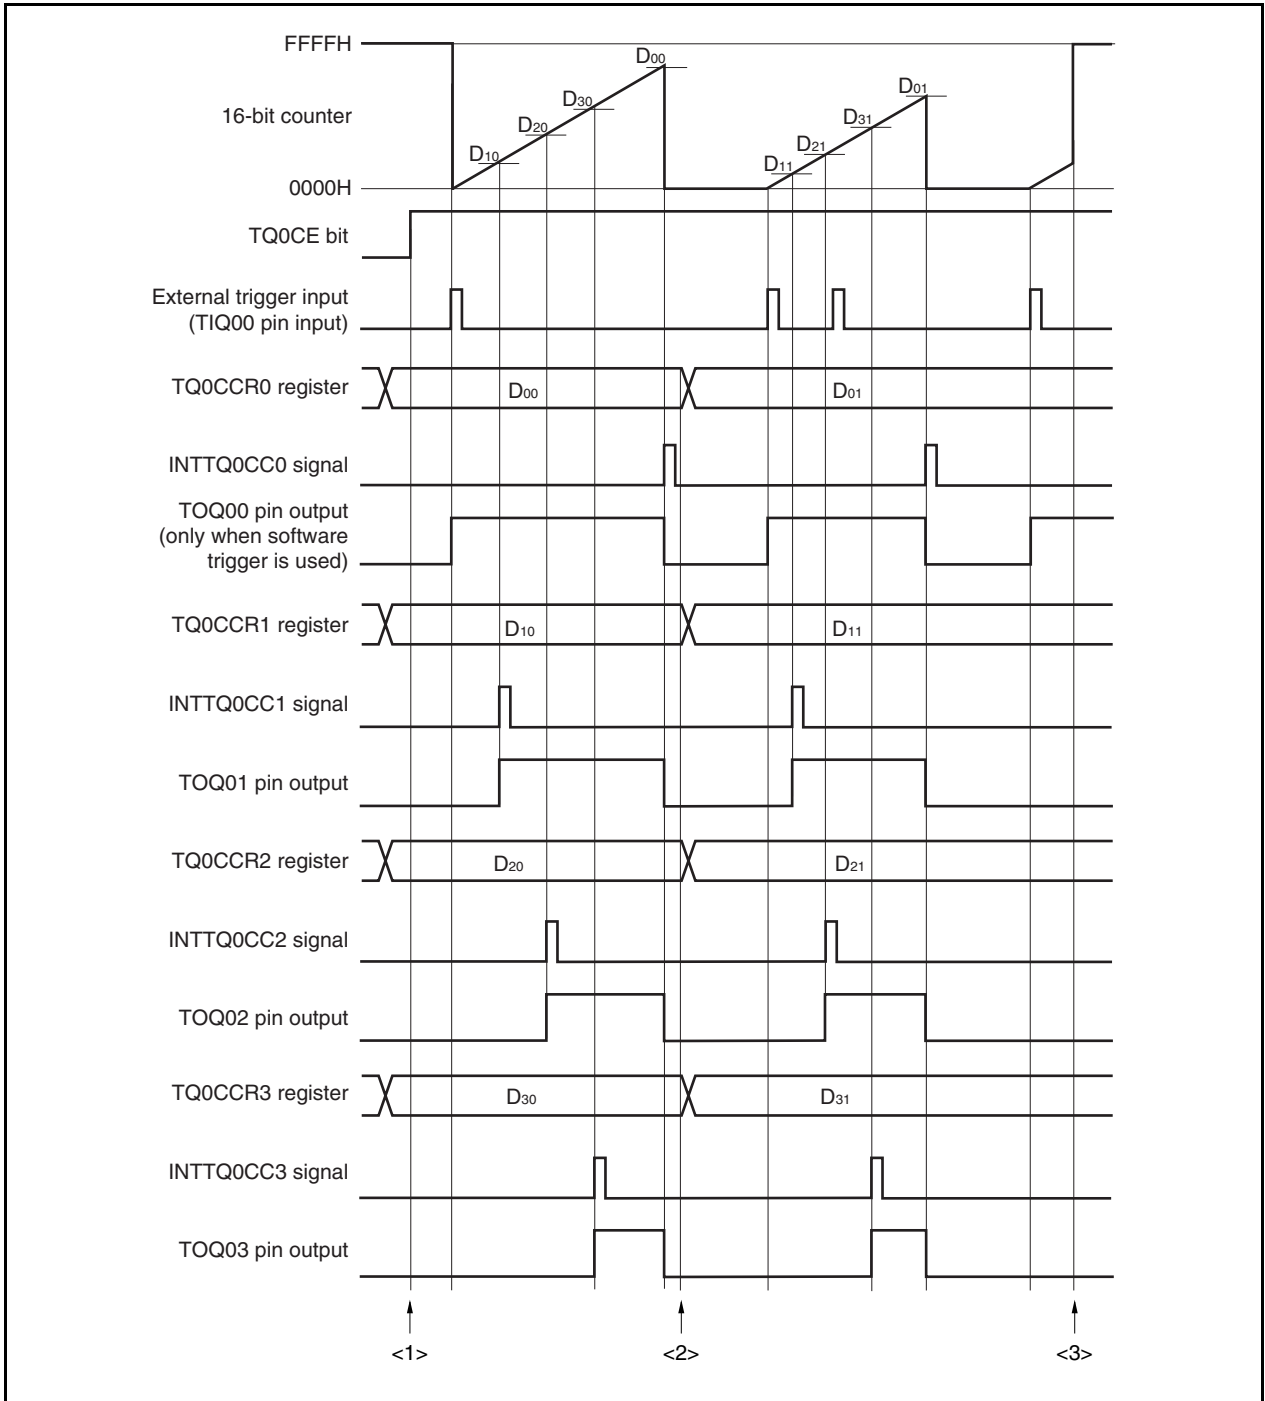 FFFFH
D00
D01
D30
D31
16-bit counter
D20
D21
D10
D11
0000H
TQ0CE bit
External trigger input
(TIQ00 pin input)
TQ0CCR0 register
D00
D01
INTTQ0CC0 signal
TOQ00 pin output
(only when software
trigger is used)
TQ0CCR1 register
D10
D11
INTTQ0CC1 signal
TOQ01 pin output
TQ0CCR2 register
D20
D21
INTTQ0CC2 signal
TOQ02 pin output
TQ0CCR3 register
D30
D31
INTTQ0CC3 signal
TOQ03 pin output
<1>
<2>
<3>